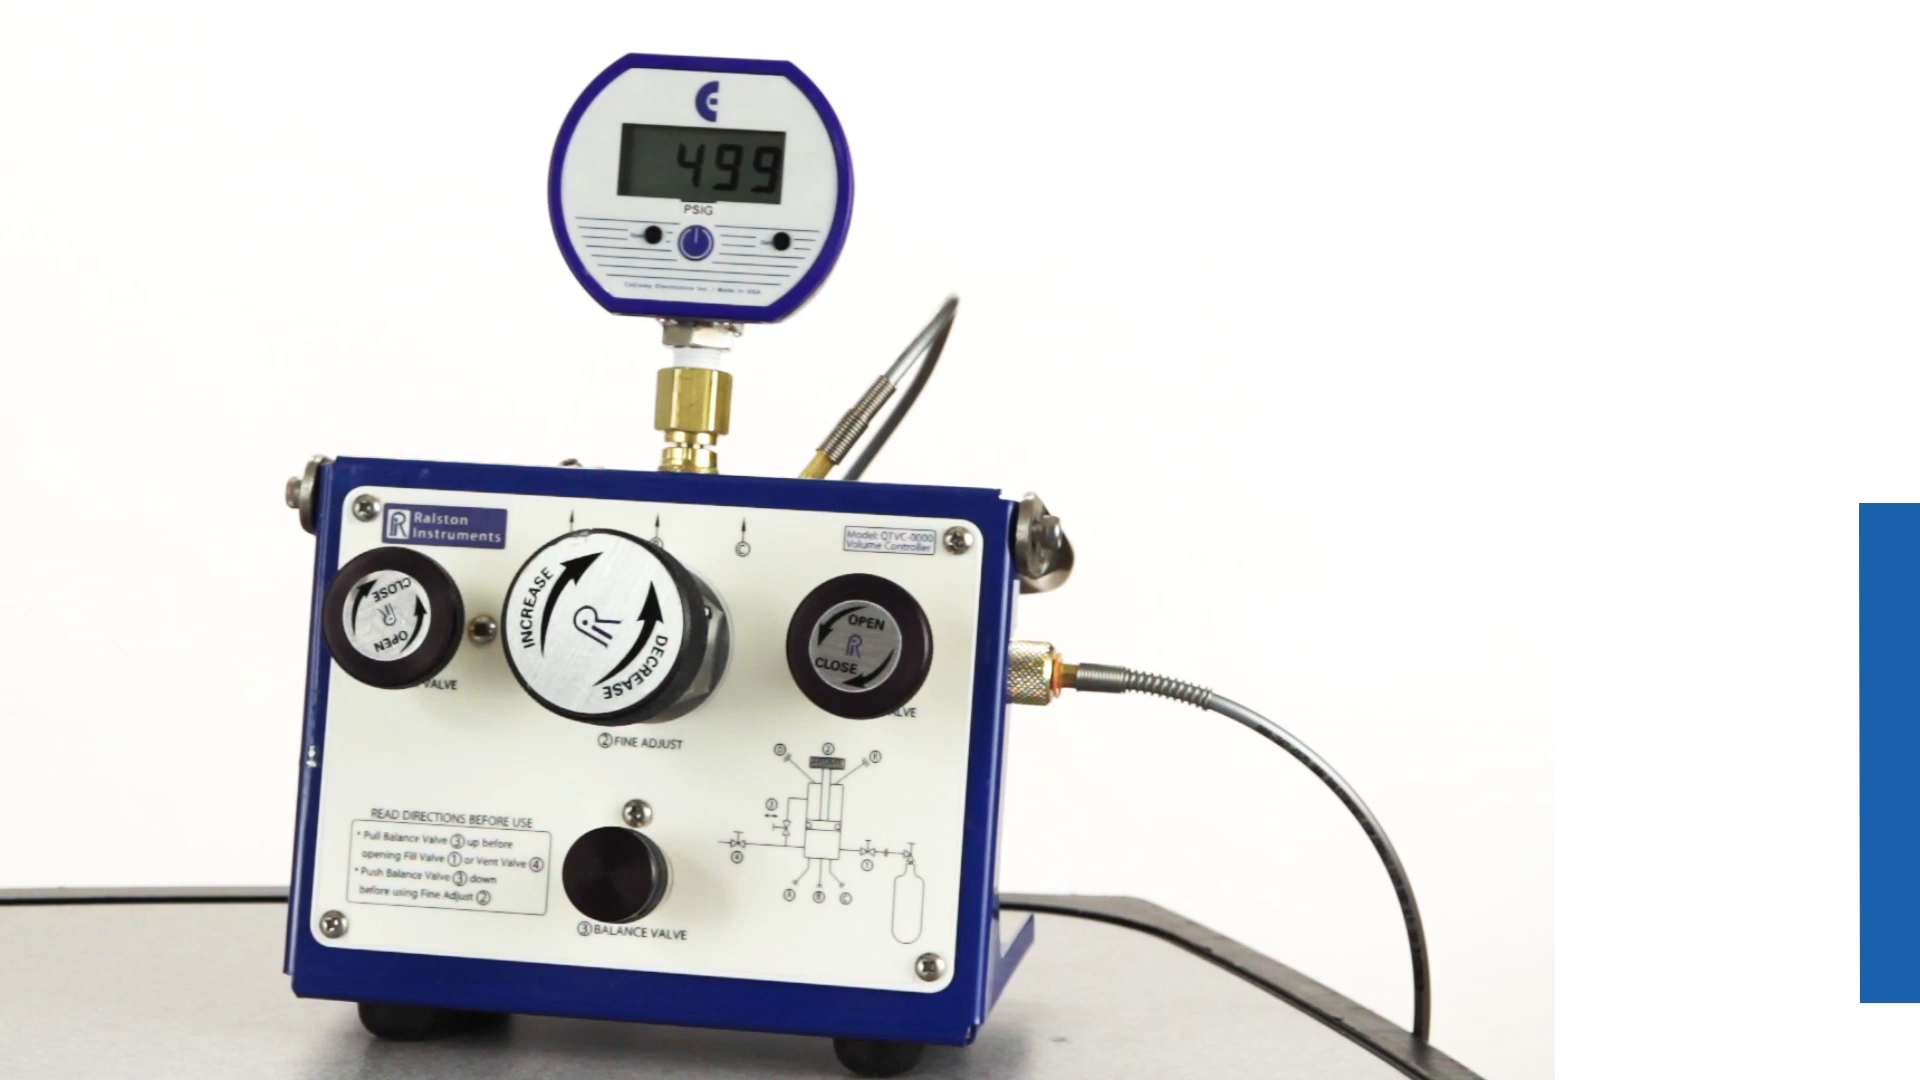 499
PSIG
Ralston
Instruments
Model: QTVC-0000
Volume Controller
C
CLOSE
OPEN
INCREASE
DECREASE
OPEN
CLOSE
VALVE
② FINE ADJUST
READ DIRECTIONS BEFORE USE
* Pull Balance Valve ③ up before
opening Fill Valve ① or Vent Valve ④
* Push Balance Valve ③ down
before using Fine Adjust ②
③ BALANCE VALVE